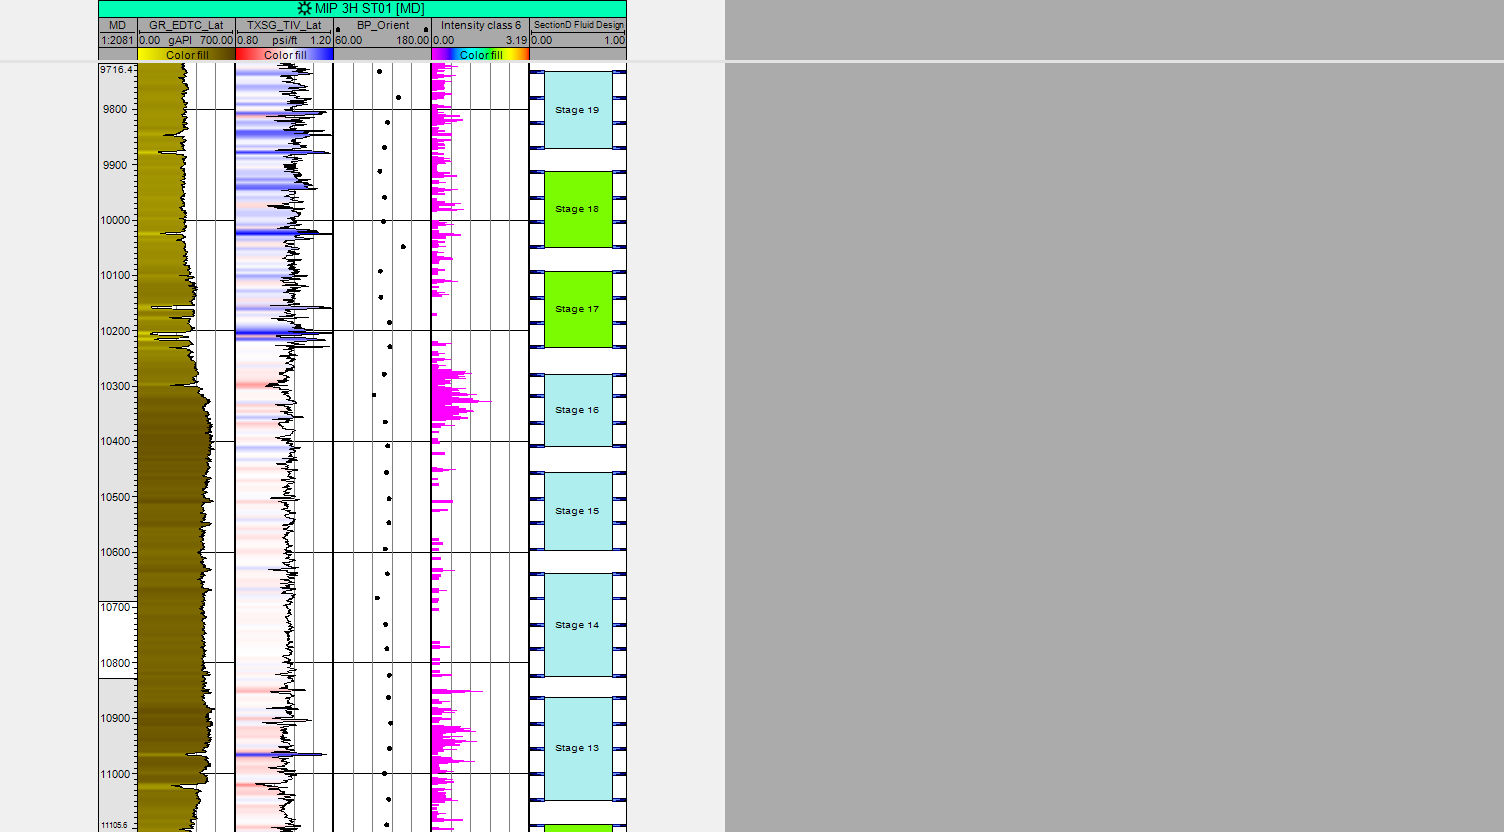 MIP 3H ST01 [MD]
MD GR_EDTC_Lat TXSG_TIV_Lat BP_Orient Intensity class 6 SectionD Fluid Design
1:2081 0.00 gAPI 700.00 0.80 psi/ft 1.20 60.00 180.00 0.00 3.19 0.00 1.00
Color fill Color fill Color fill
9716.4
9800 Stage 19
9900
10000 Stage 18
10100
10200 Stage 17
10300
10400 Stage 16
10500 Stage 15
10600
10700 Stage 14
10800
10900 Stage 13
11000
11105.6